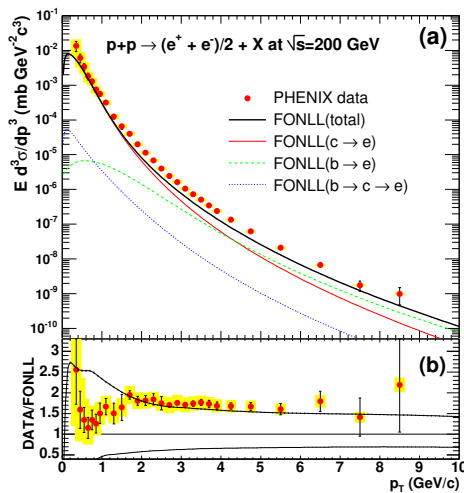 p+p → (e⁺ + e⁻)/2 + X at √s=200 GeV
(a)
E d³σ/dp³ (mb GeV⁻²c³)
10⁻²
10⁻³
10⁻⁴
10⁻⁵
10⁻⁶
10⁻⁷
10⁻⁸
10⁻⁹
10⁻¹⁰
PHENIX data
FONLL(total)
FONLL(c → e)
FONLL(b → e)
FONLL(b → c → e)
(b)
DATA/FONLL
3
2.5
2
1.5
1
0.5
0 1 2 3 4 5 6 7 8 9 10
p_T (GeV/c)